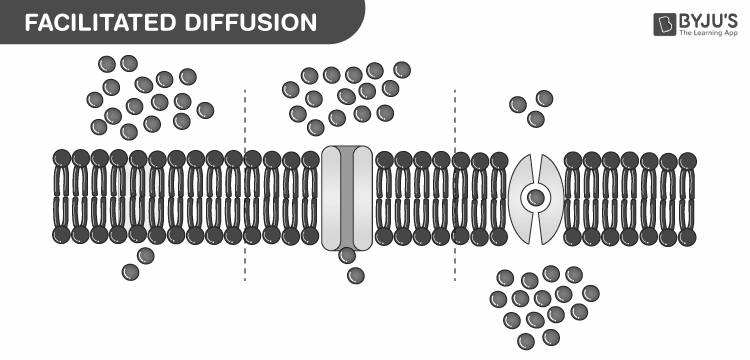 FACILITATED DIFFUSION
BYJU'S
The Learning App